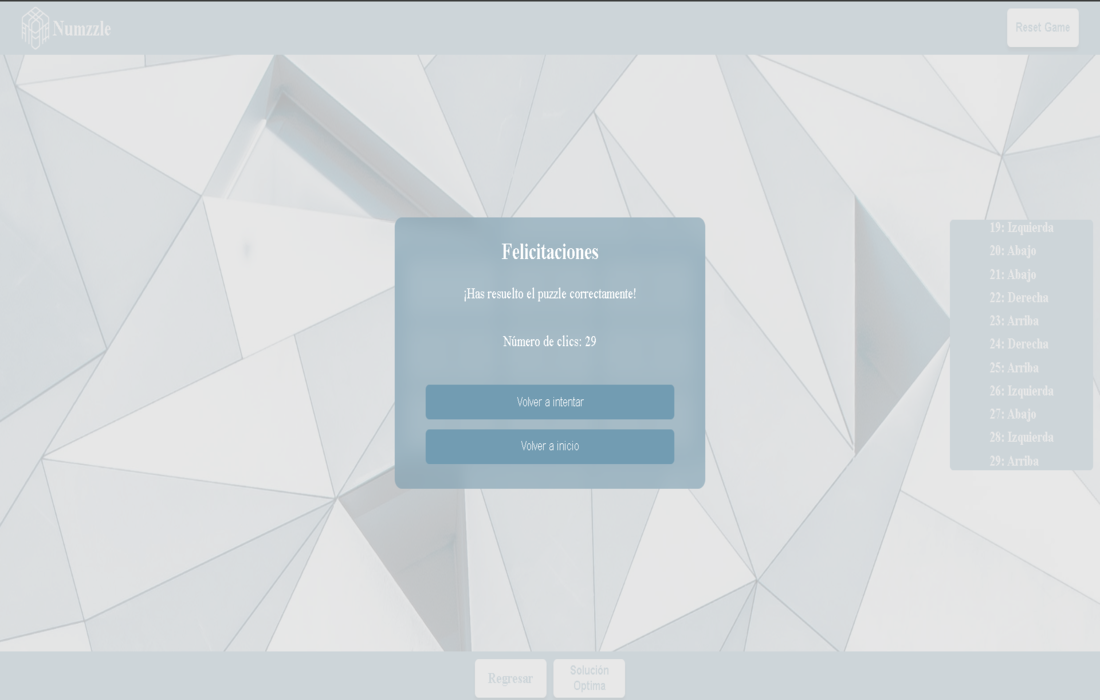 Numzzle
Reset Game
Felicitaciones
¡Has resuelto el puzzle correctamente!
Número de clics: 29
Volver a intentar
Volver a inicio
19: Izquierda
20: Abajo
21: Abajo
22: Derecha
23: Arriba
24: Derecha
25: Arriba
26: Izquierda
27: Abajo
28: Izquierda
29: Arriba
Regresar
Solución
Optima